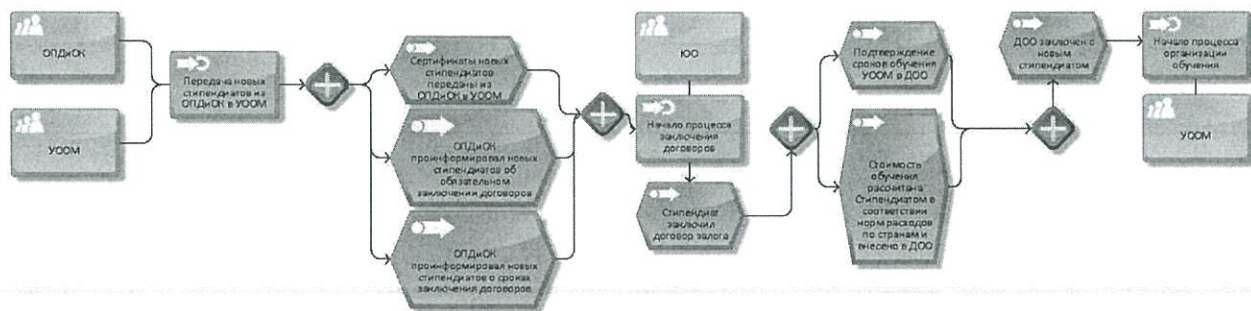 ОПДиОК
УООМ
Передача новых
стипендиатов из
ОПДиОК в УООМ
Сертификаты новых
стипендиатов
переданы из
ОПДиОК в УООМ
ОПДиОК
проинформировал новых
стипендиатов об
обязательном
заключении договоров
ОПДиОК
проинформировал новых
стипендиатов о сроках
заключения договоров
ЮО
Начало процесса
заключения
договоров
Стипендиат
заключил
договор залога
Подтверждение
сроков обучения
УООМ в ДОО
Стоимость
обучения
рассчитана
Стипендиатом в
соответствии
норм расходов
по странам и
внесено в ДОО
ДОО заключен с
новым
стипендиатом
Начало процесса
организации
обучения
УООМ